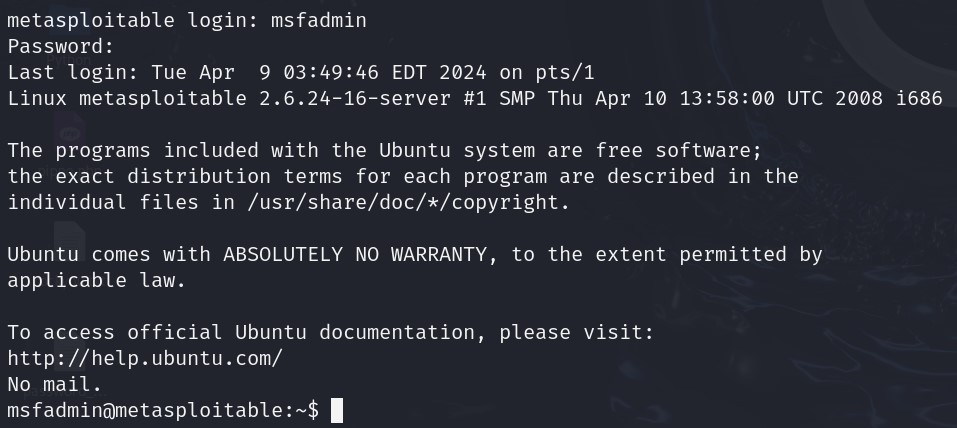 metasploitable login: msfadmin
Password:
Last login: Tue Apr  9 03:49:46 EDT 2024 on pts/1
Linux metasploitable 2.6.24-16-server #1 SMP Thu Apr 10 13:58:00 UTC 2008 i686

The programs included with the Ubuntu system are free software;
the exact distribution terms for each program are described in the
individual files in /usr/share/doc/*/copyright.

Ubuntu comes with ABSOLUTELY NO WARRANTY, to the extent permitted by
applicable law.

To access official Ubuntu documentation, please visit:
http://help.ubuntu.com/
No mail.
msfadmin@metasploitable:~$